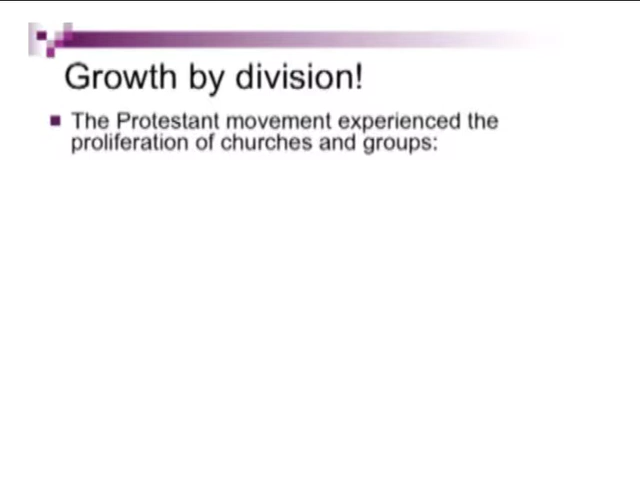 Growth by division!
The Protestant movement experienced the
proliferation of churches and groups: